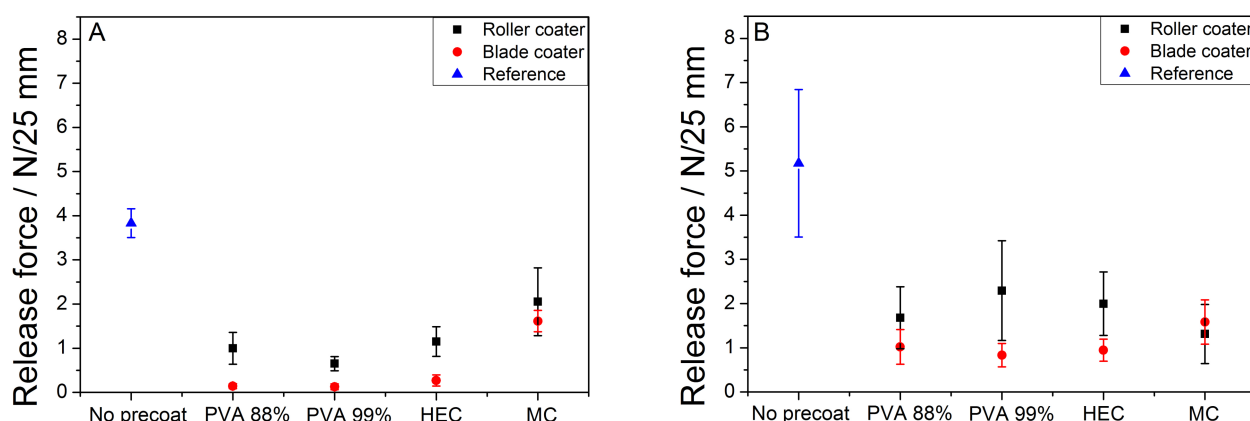 A
Roller coater
Blade coater
Reference
Release force / N/25 mm
8
7
6
5
4
3
2
1
0
No precoat PVA 88% PVA 99% HEC MC
B
Roller coater
Blade coater
Reference
Release force / N/25 mm
8
7
6
5
4
3
2
1
0
No precoat PVA 88% PVA 99% HEC MC